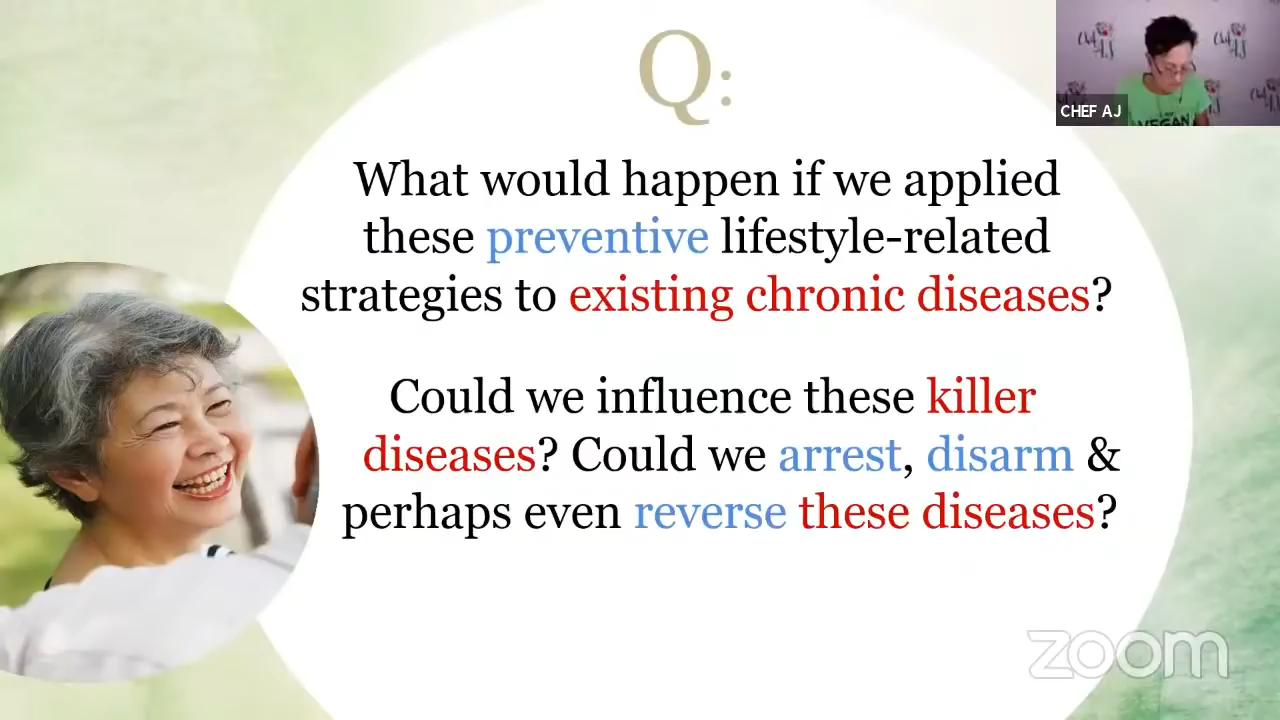 Q:
What would happen if we applied
these preventive lifestyle-related
strategies to existing chronic diseases?
Could we influence these killer
diseases? Could we arrest, disarm &
perhaps even reverse these diseases?
CHEF AJ
VEGAN
zoom